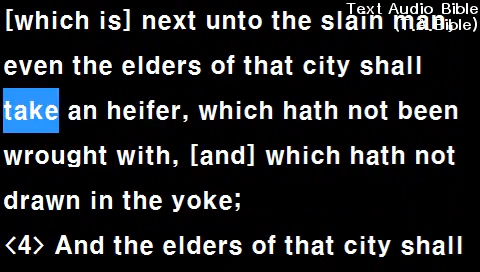 Text Audio Bible
[which is] next unto the slain man,
even the elders of that city shall
take an heifer, which hath not been
wrought with, [and] which hath not
drawn in the yoke;
<4> And the elders of that city shall